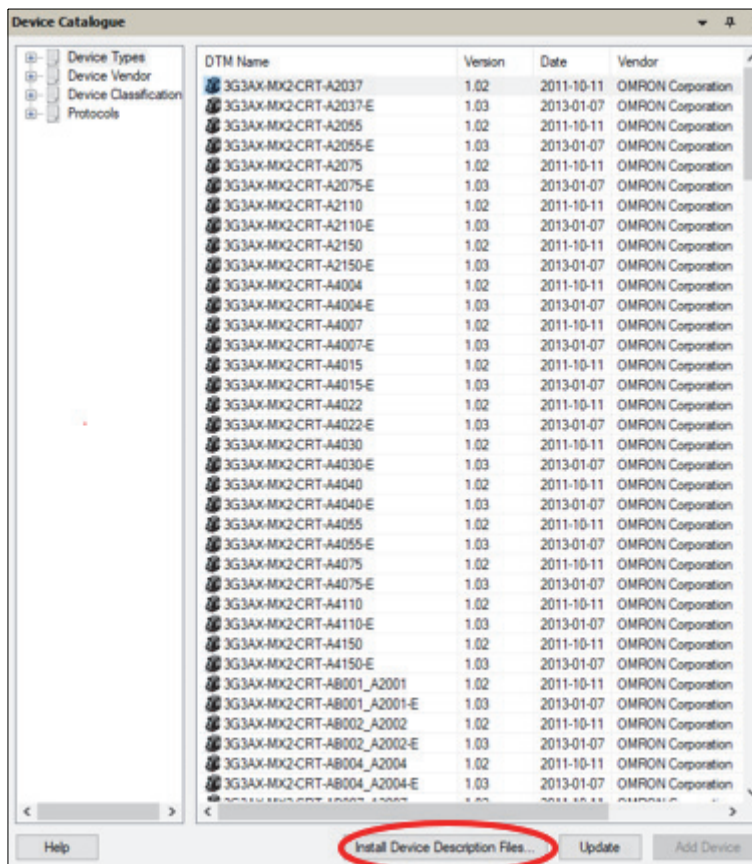 Device Catalogue
Device Types
Device Vendor
Device Classification
Protocols
DTM Name Version Date Vendor
3G3AX-MX2-CRT-A2037 1.02 2011-10-11 OMRON Corporation
3G3AX-MX2-CRT-A2037-E 1.03 2013-01-07 OMRON Corporation
3G3AX-MX2-CRT-A2055 1.02 2011-10-11 OMRON Corporation
3G3AX-MX2-CRT-A2055-E 1.03 2013-01-07 OMRON Corporation
3G3AX-MX2-CRT-A2075 1.02 2011-10-11 OMRON Corporation
3G3AX-MX2-CRT-A2075-E 1.03 2013-01-07 OMRON Corporation
3G3AX-MX2-CRT-A2110 1.02 2011-10-11 OMRON Corporation
3G3AX-MX2-CRT-A2110-E 1.03 2013-01-07 OMRON Corporation
3G3AX-MX2-CRT-A2150 1.02 2011-10-11 OMRON Corporation
3G3AX-MX2-CRT-A2150-E 1.03 2013-01-07 OMRON Corporation
3G3AX-MX2-CRT-A4004 1.02 2011-10-11 OMRON Corporation
3G3AX-MX2-CRT-A4004-E 1.03 2013-01-07 OMRON Corporation
3G3AX-MX2-CRT-A4007 1.02 2011-10-11 OMRON Corporation
3G3AX-MX2-CRT-A4007-E 1.03 2013-01-07 OMRON Corporation
3G3AX-MX2-CRT-A4015 1.02 2011-10-11 OMRON Corporation
3G3AX-MX2-CRT-A4015-E 1.03 2013-01-07 OMRON Corporation
3G3AX-MX2-CRT-A4022 1.02 2011-10-11 OMRON Corporation
3G3AX-MX2-CRT-A4022-E 1.03 2013-01-07 OMRON Corporation
3G3AX-MX2-CRT-A4030 1.02 2011-10-11 OMRON Corporation
3G3AX-MX2-CRT-A4030-E 1.03 2013-01-07 OMRON Corporation
3G3AX-MX2-CRT-A4040 1.02 2011-10-11 OMRON Corporation
3G3AX-MX2-CRT-A4040-E 1.03 2013-01-07 OMRON Corporation
3G3AX-MX2-CRT-A4055 1.02 2011-10-11 OMRON Corporation
3G3AX-MX2-CRT-A4055-E 1.03 2013-01-07 OMRON Corporation
3G3AX-MX2-CRT-A4075 1.02 2011-10-11 OMRON Corporation
3G3AX-MX2-CRT-A4075-E 1.03 2013-01-07 OMRON Corporation
3G3AX-MX2-CRT-A4110 1.02 2011-10-11 OMRON Corporation
3G3AX-MX2-CRT-A4110-E 1.03 2013-01-07 OMRON Corporation
3G3AX-MX2-CRT-A4150 1.02 2011-10-11 OMRON Corporation
3G3AX-MX2-CRT-A4150-E 1.03 2013-01-07 OMRON Corporation
3G3AX-MX2-CRT-AB001_A2001 1.02 2011-10-11 OMRON Corporation
3G3AX-MX2-CRT-AB001_A2001-E 1.03 2013-01-07 OMRON Corporation
3G3AX-MX2-CRT-AB002_A2002 1.02 2011-10-11 OMRON Corporation
3G3AX-MX2-CRT-AB002_A2002-E 1.03 2013-01-07 OMRON Corporation
3G3AX-MX2-CRT-AB004_A2004 1.02 2011-10-11 OMRON Corporation
3G3AX-MX2-CRT-AB004_A2004-E 1.03 2013-01-07 OMRON Corporation
Help Install Device Description Files... Update Add Device